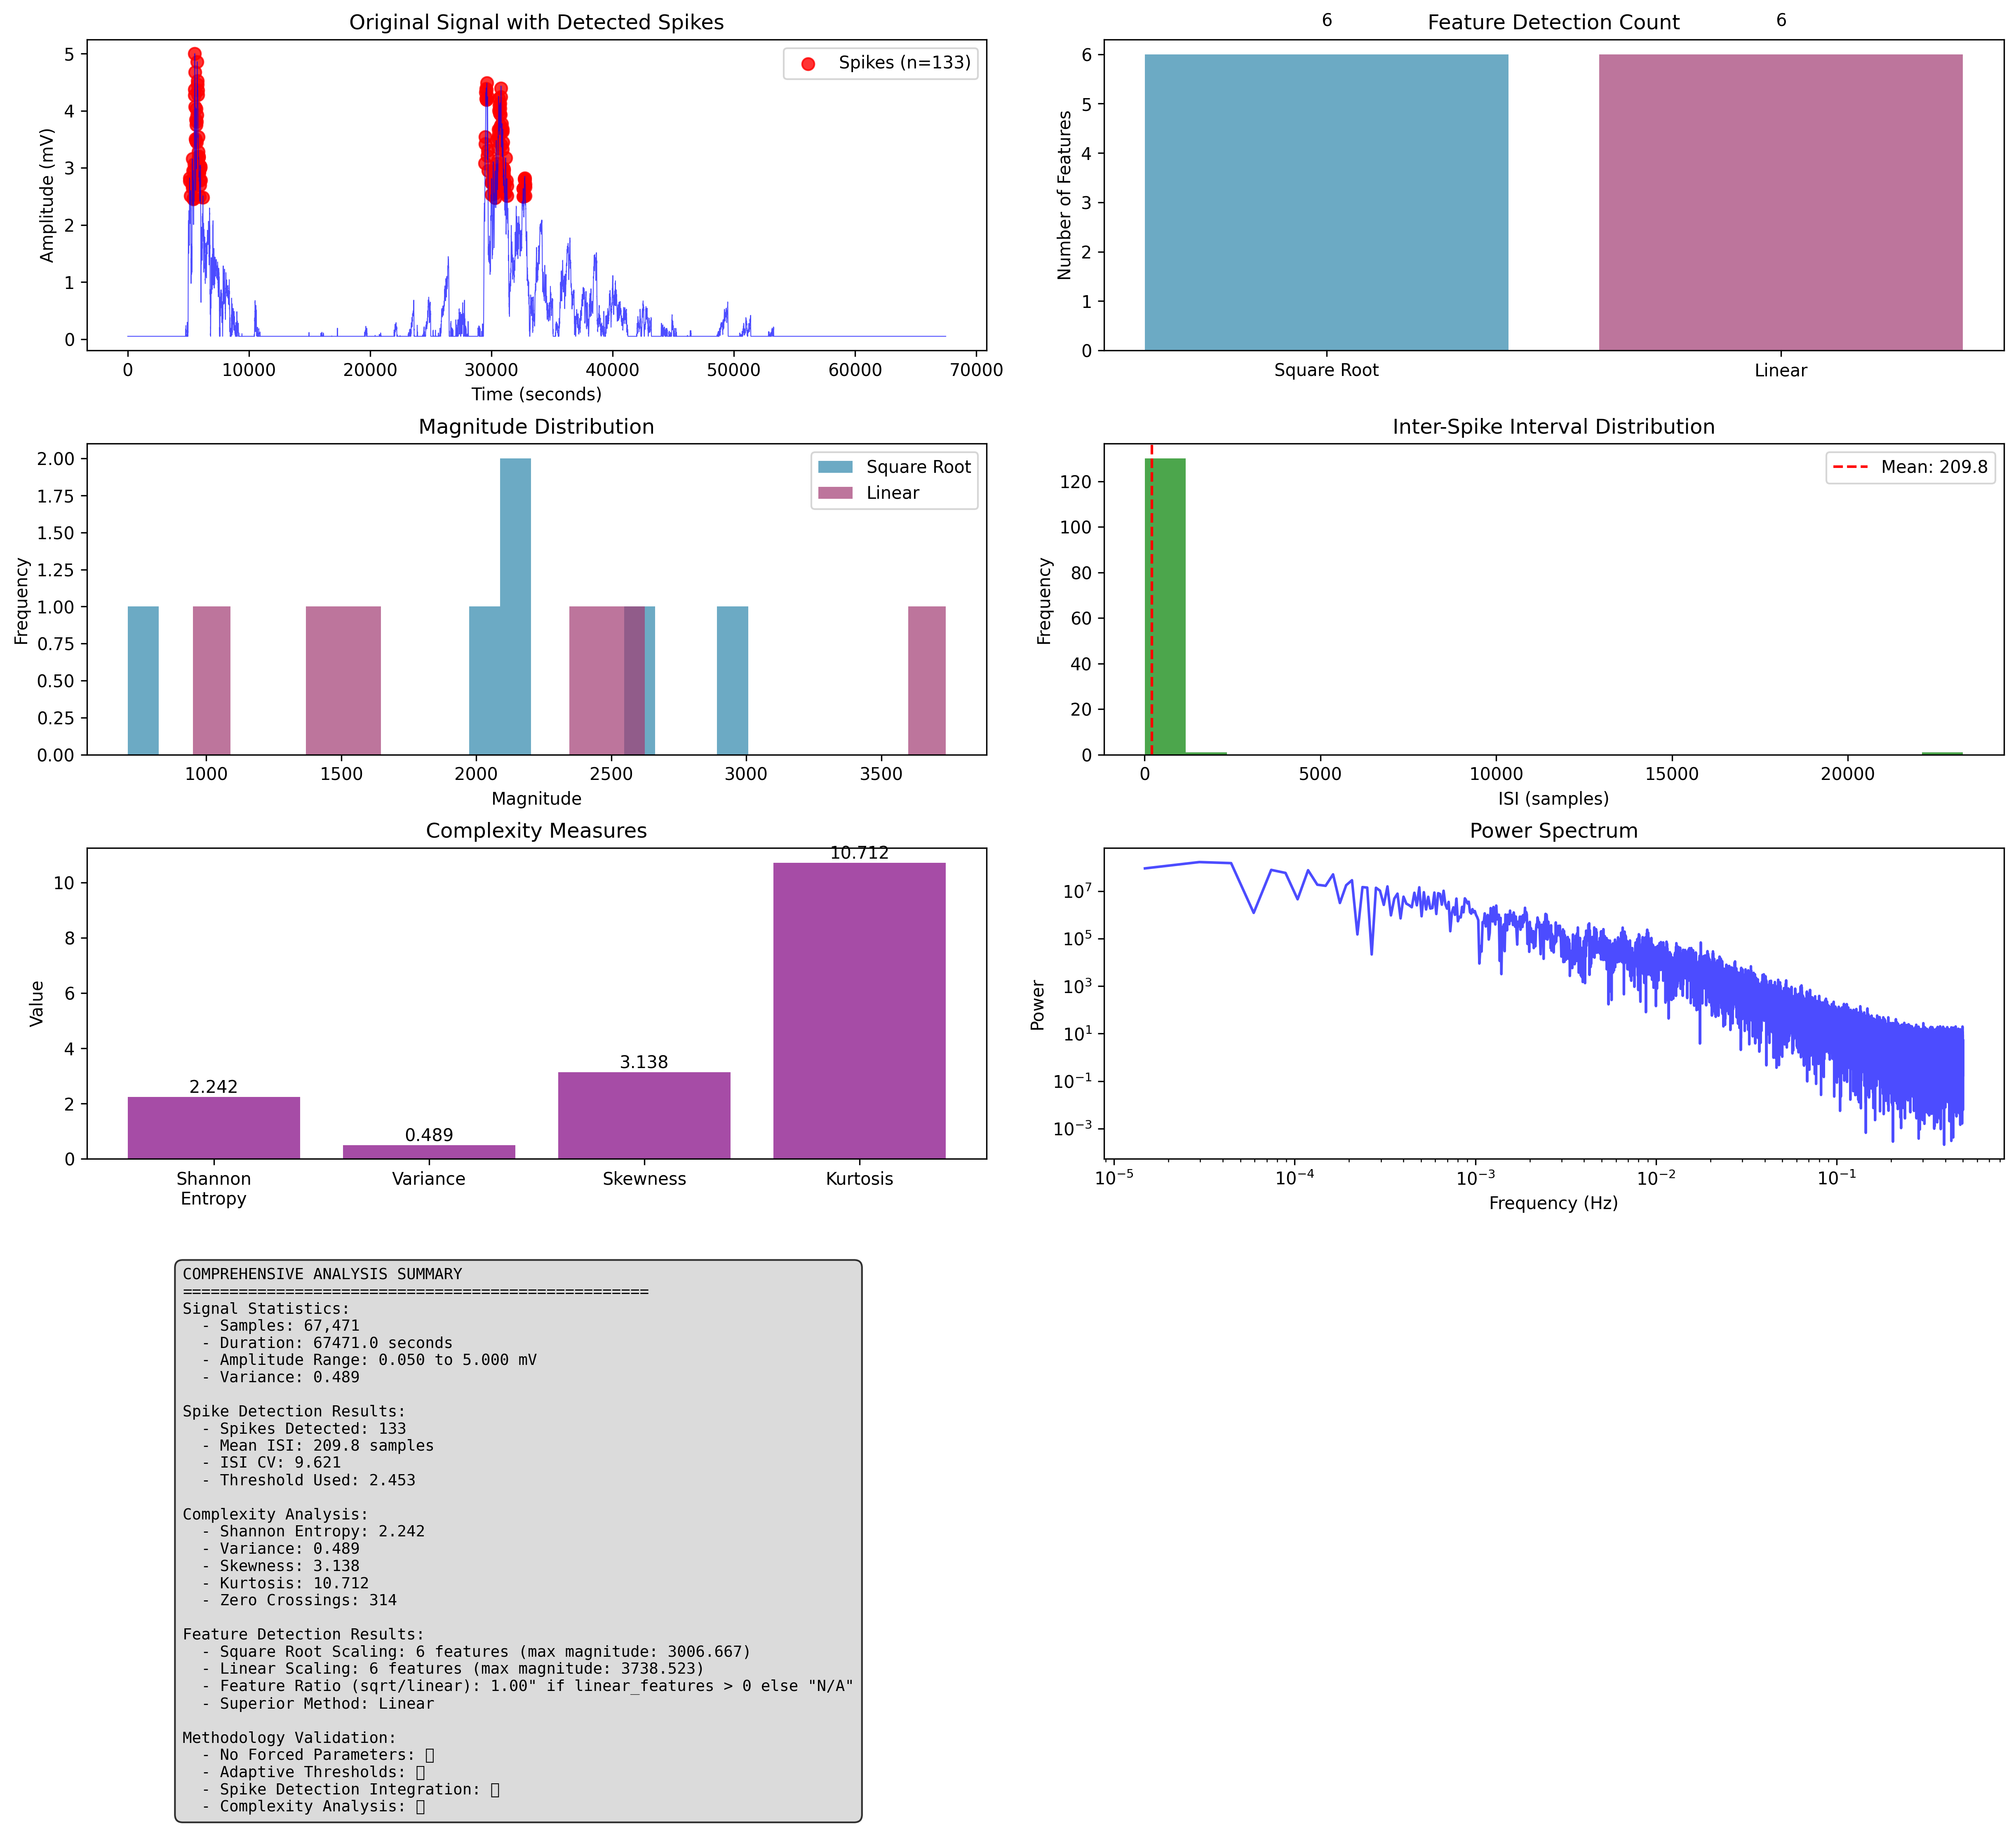 Original Signal with Detected Spikes
Spikes (n=133)
Amplitude (mV)
5
4
3
2
1
0
0 10000 20000 30000 40000 50000 60000 70000
Time (seconds)
Feature Detection Count
6 6
Number of Features
6
5
4
3
2
1
0
Square Root Linear
Magnitude Distribution
Square Root
Linear
Frequency
2.00
1.75
1.50
1.25
1.00
0.75
0.50
0.25
0.00
1000 1500 2000 2500 3000 3500
Magnitude
Inter-Spike Interval Distribution
Mean: 209.8
Frequency
120
100
80
60
40
20
0
0 5000 10000 15000 20000
ISI (samples)
Complexity Measures
Value
10
8
6
4
2
0
2.242
0.489
3.138
10.712
Shannon
Entropy
Variance
Skewness
Kurtosis
Power Spectrum
Power
10⁷
10⁵
10³
10¹
10⁻¹
10⁻³
10⁻⁵ 10⁻⁴ 10⁻³ 10⁻² 10⁻¹
Frequency (Hz)
COMPREHENSIVE ANALYSIS SUMMARY
==================================================
Signal Statistics:
- Samples: 67,471
- Duration: 67471.0 seconds
- Amplitude Range: 0.050 to 5.000 mV
- Variance: 0.489
Spike Detection Results:
- Spikes Detected: 133
- Mean ISI: 209.8 samples
- ISI CV: 9.621
- Threshold Used: 2.453
Complexity Analysis:
- Shannon Entropy: 2.242
- Variance: 0.489
- Skewness: 3.138
- Kurtosis: 10.712
- Zero Crossings: 314
Feature Detection Results:
- Square Root Scaling: 6 features (max magnitude: 3006.667)
- Linear Scaling: 6 features (max magnitude: 3738.523)
- Feature Ratio (sqrt/linear): 1.00" if linear_features > 0 else "N/A"
- Superior Method: Linear
Methodology Validation:
- No Forced Parameters: ▯
- Adaptive Thresholds: ▯
- Spike Detection Integration: ▯
- Complexity Analysis: ▯